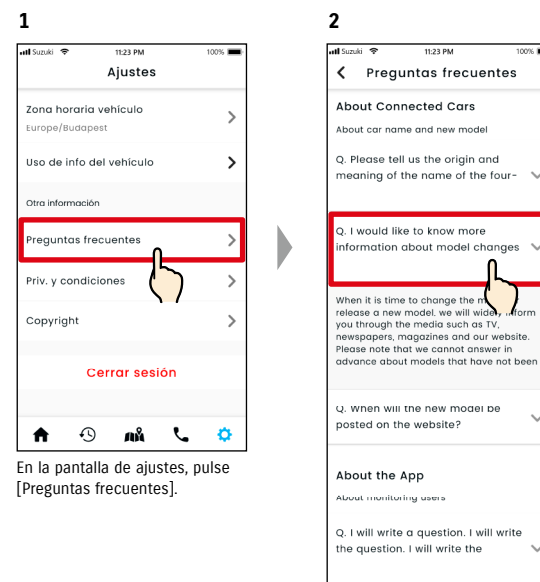 1
Suzuki 11:23 PM 100%
Ajustes
Zona horaria vehículo
Europe/Budapest
Uso de info del vehículo
Otra información
Preguntas frecuentes
Priv. y condiciones
Copyright
Cerrar sesión
En la pantalla de ajustes, pulse
[Preguntas frecuentes].
2
Suzuki 11:23 PM 100%
Preguntas frecuentes
About Connected Cars
About car name and new model
Q. Please tell us the origin and
meaning of the name of the four-
Q. I would like to know more
information about model changes
When it is time to change the
release a new model. we will
you through the media such as TV,
newspapers, magazines and our website.
Please note that we cannot answer in
advance about models that have not been
Q. When will the new model be
posted on the website?
About the App
About monitoring users
Q. I will write a question. I will write
the question. I will write the